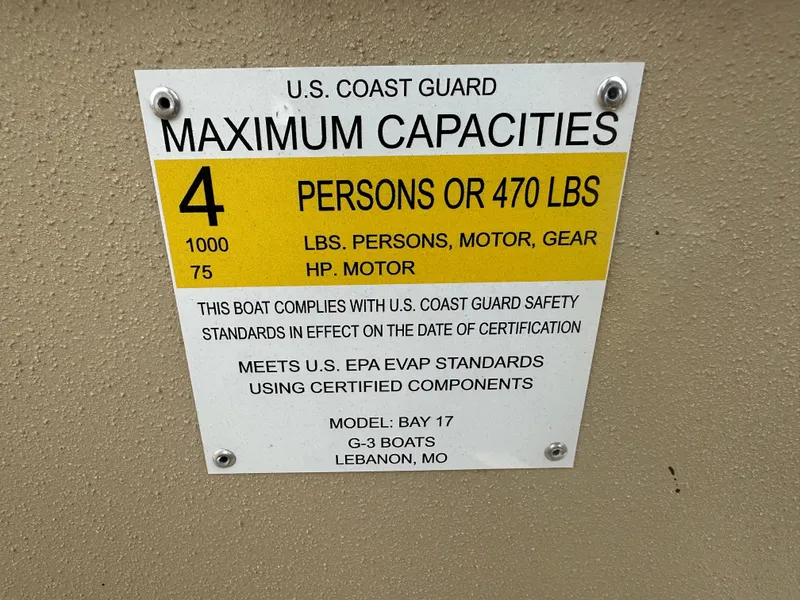 U.S. COAST GUARD
MAXIMUM CAPACITIES
4 PERSONS OR 470 LBS
1000 LBS. PERSONS, MOTOR, GEAR
75 HP. MOTOR
THIS BOAT COMPLIES WITH U.S. COAST GUARD SAFETY
STANDARDS IN EFFECT ON THE DATE OF CERTIFICATION
MEETS U.S. EPA EVAP STANDARDS
USING CERTIFIED COMPONENTS
MODEL: BAY 17
G-3 BOATS
LEBANON, MO